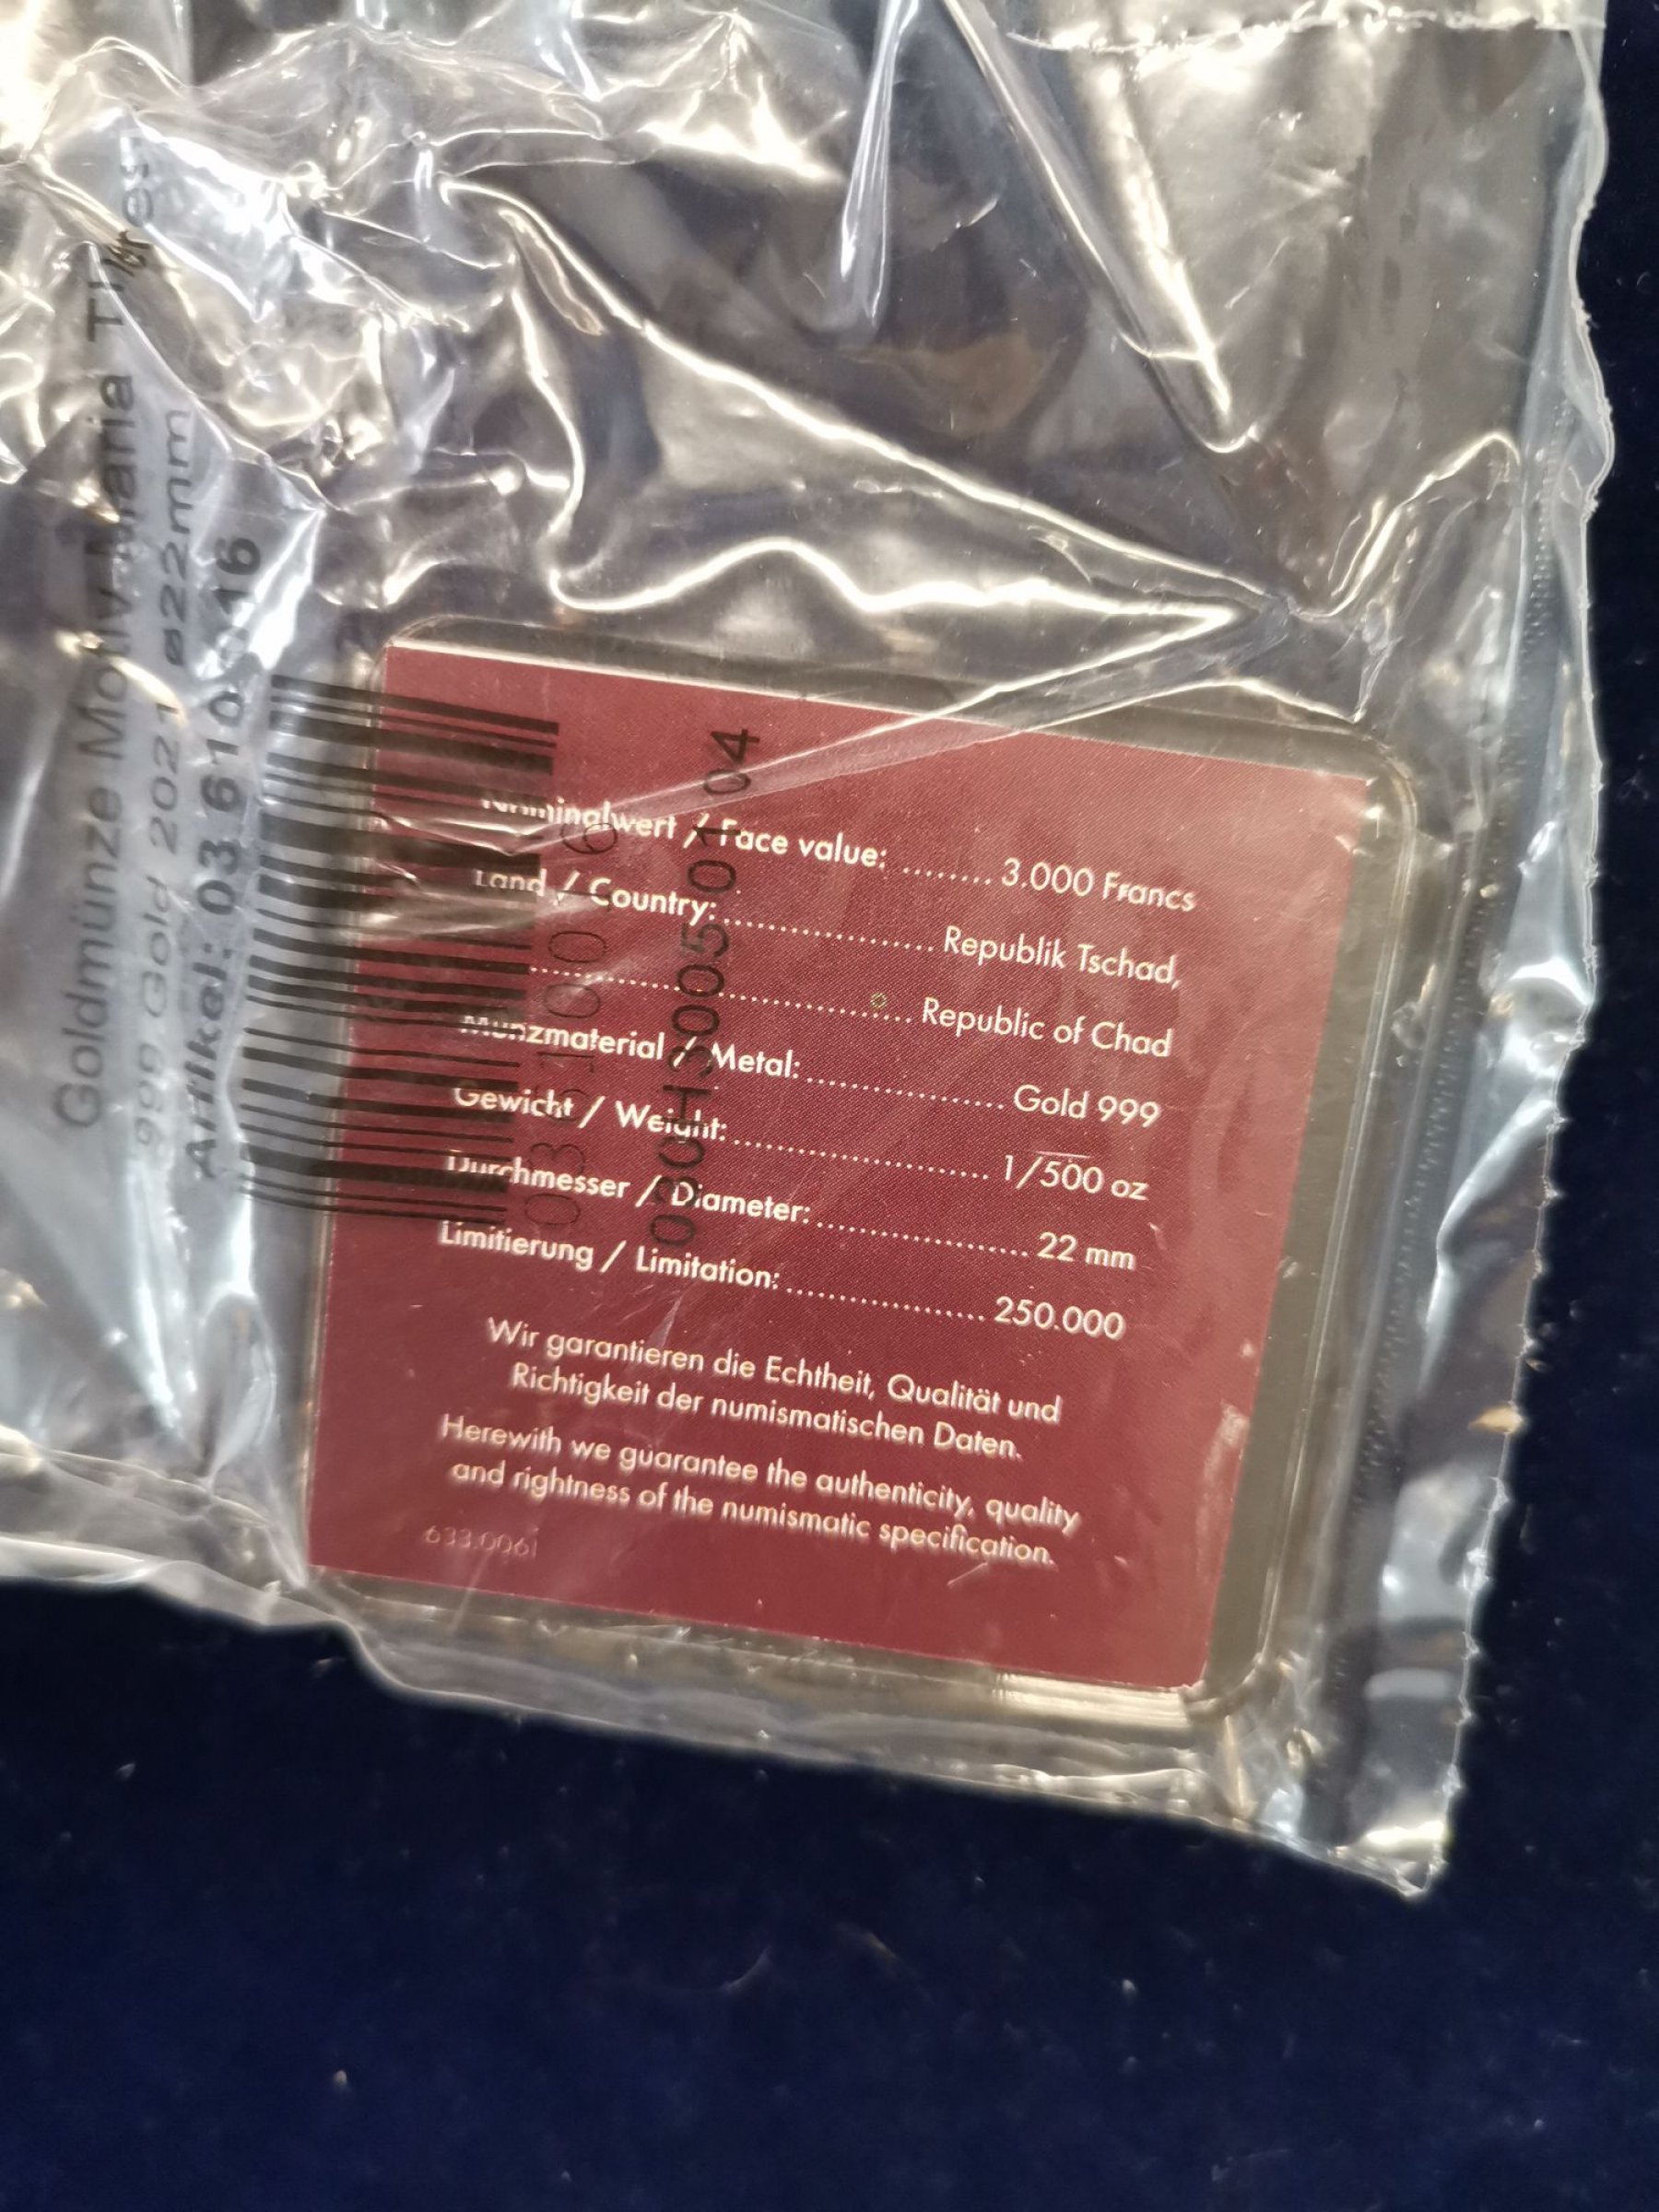 Goldmünze Motiv Maria
999 Gold 2021 ø22mm
Artikel: 03 610
030H3005 01 04
Nominalwert / Face value: ........ 3.000 Francs
Land / Country: ...................... Republik Tschad,
...................................... Republic of Chad
Münzmaterial / Metal: .................... Gold 999
Gewicht / Weight: .......................... 1/500 oz
Durchmesser / Diameter: ..................... 22 mm
Limitierung / Limitation: .................... 250.000
Wir garantieren die Echtheit, Qualität und
Richtigkeit der numismatischen Daten.
Herewith we guarantee the authenticity, quality
and rightness of the numismatic specification.
633.0061